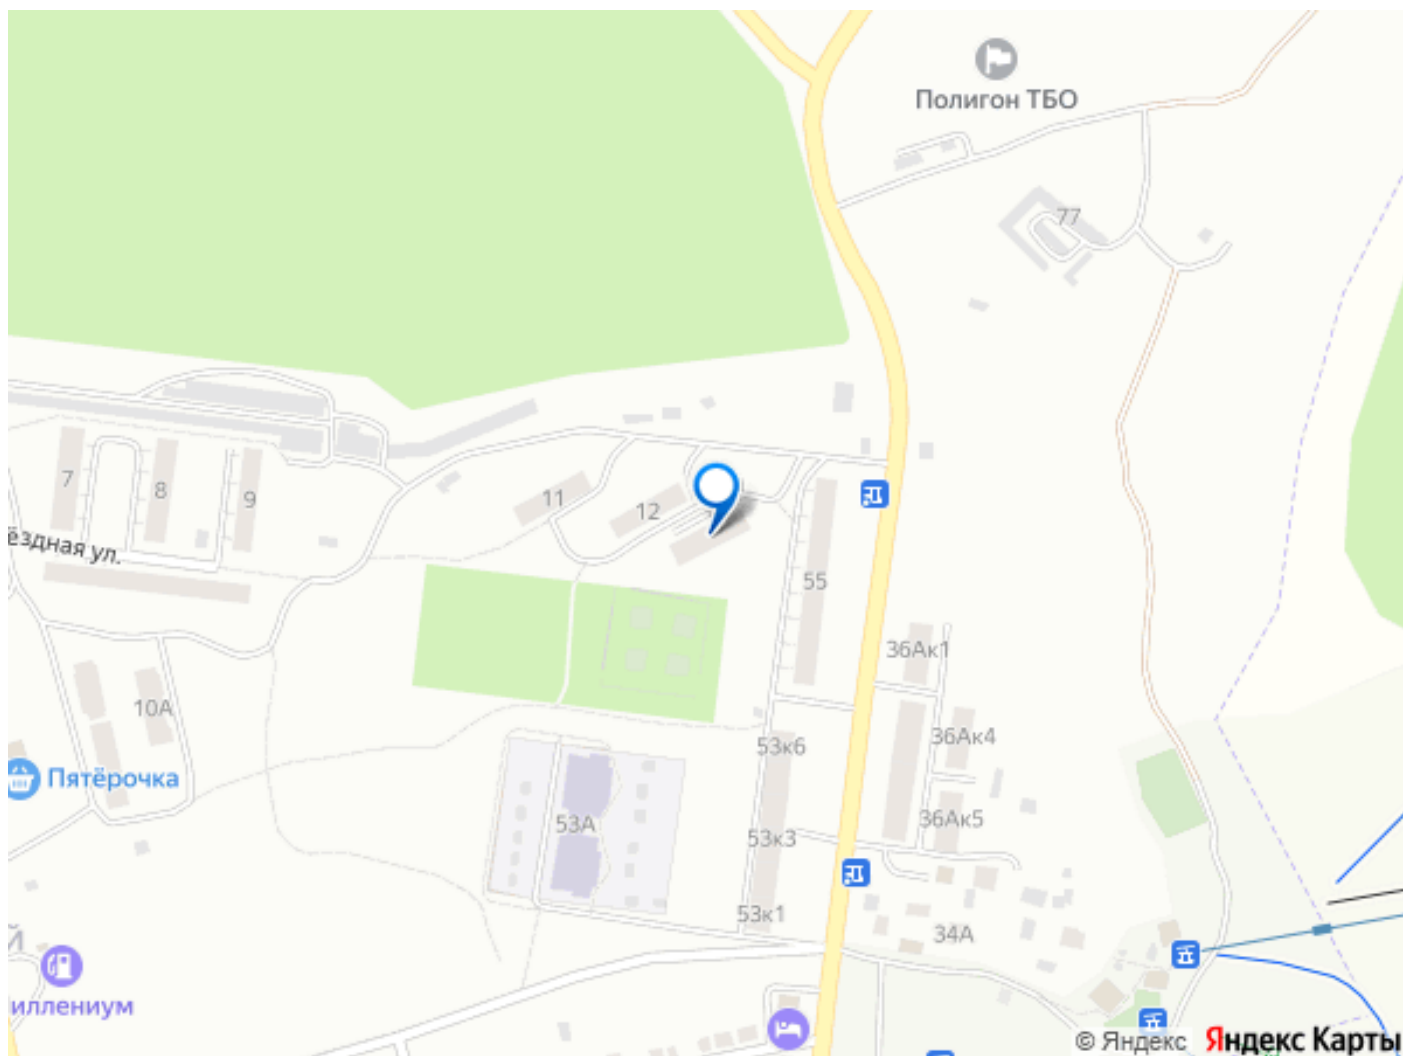 Полигон ТБО
77
7
8
9
11
12
ёздная ул.
55
36Ак1
10А
53к6
36Ак4
Пятёрочка
53А
53к3
36Ак5
53к1
34А
й
иллениум
© Яндекс Яндекс Карты